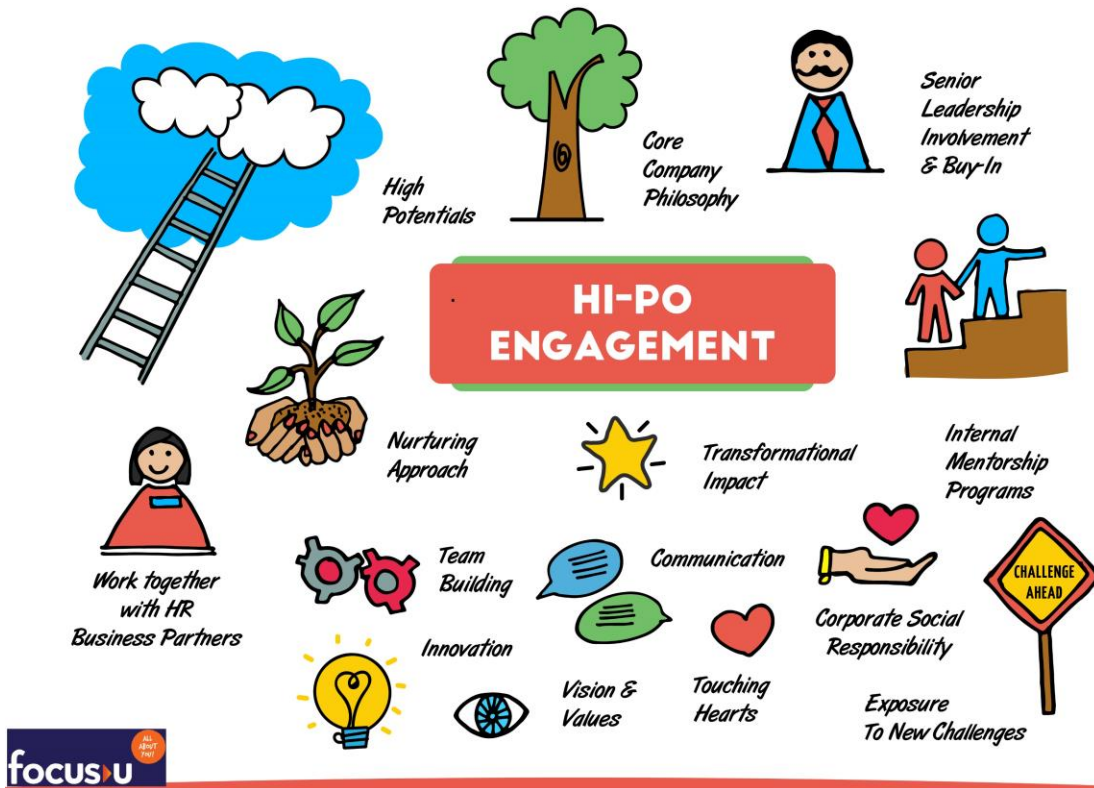 Senior
Leadership
Involvement
& Buy-In
Core
Company
Philosophy
High
Potentials
HI-PO
ENGAGEMENT
Nurturing
Approach
Transformational
Impact
Internal
Mentorship
Programs
Work together
with HR
Business Partners
Team
Building
Communication
CHALLENGE
AHEAD
Corporate Social
Responsibility
Innovation
Vision &
Values
Touching
Hearts
Exposure
To New Challenges
ALL
ABOUT
YOU!
focusu